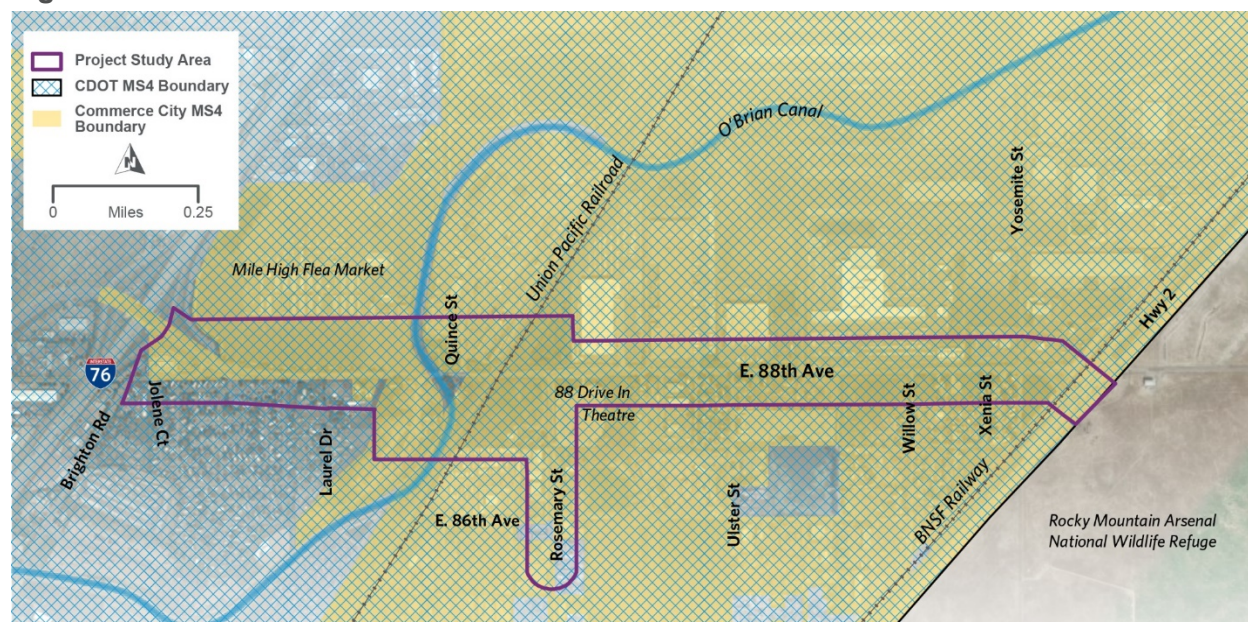 Project Study Area
CDOT MS4 Boundary
Commerce City MS4
Boundary
N
0 Miles 0.25
O'Brian Canal
Union Pacific Railroad
Yosemite St
Mile High Flea Market
Quince St
Hwy 2
INTERSTATE
76
E. 88th Ave
88 Drive In
Theatre
Jolene Ct
Brighton Rd
Laurel Dr
Willow St
Xenia St
E. 86th Ave
Rosemary St
Ulster St
BNSF Railway
Rocky Mountain Arsenal
National Wildlife Refuge